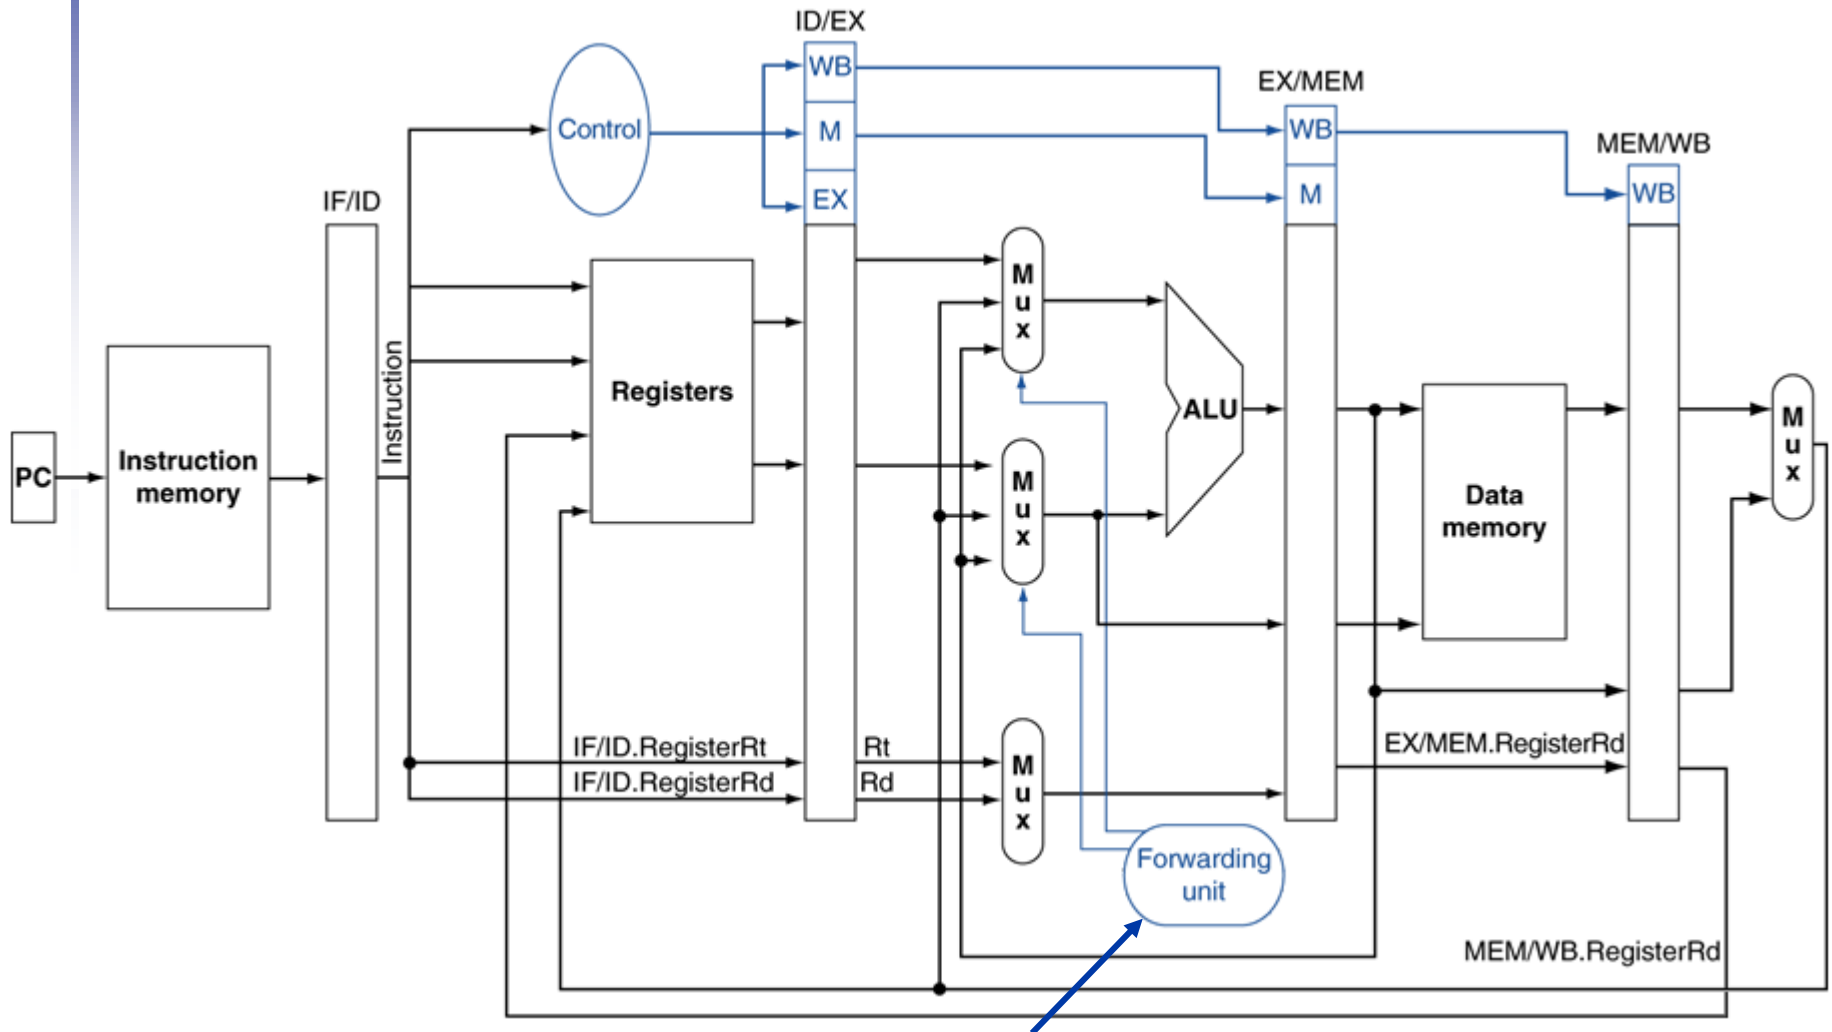 ID/EX
WB
EX/MEM
Control
M
WB
MEM/WB
IF/ID
EX
M
WB
M
u
x
Instruction
Registers
ALU
M
u
x
PC
Instruction
memory
M
u
x
Data
memory
IF/ID.RegisterRt
Rt
EX/MEM.RegisterRd
IF/ID.RegisterRd
Rd
M
u
x
Forwarding
unit
MEM/WB.RegisterRd